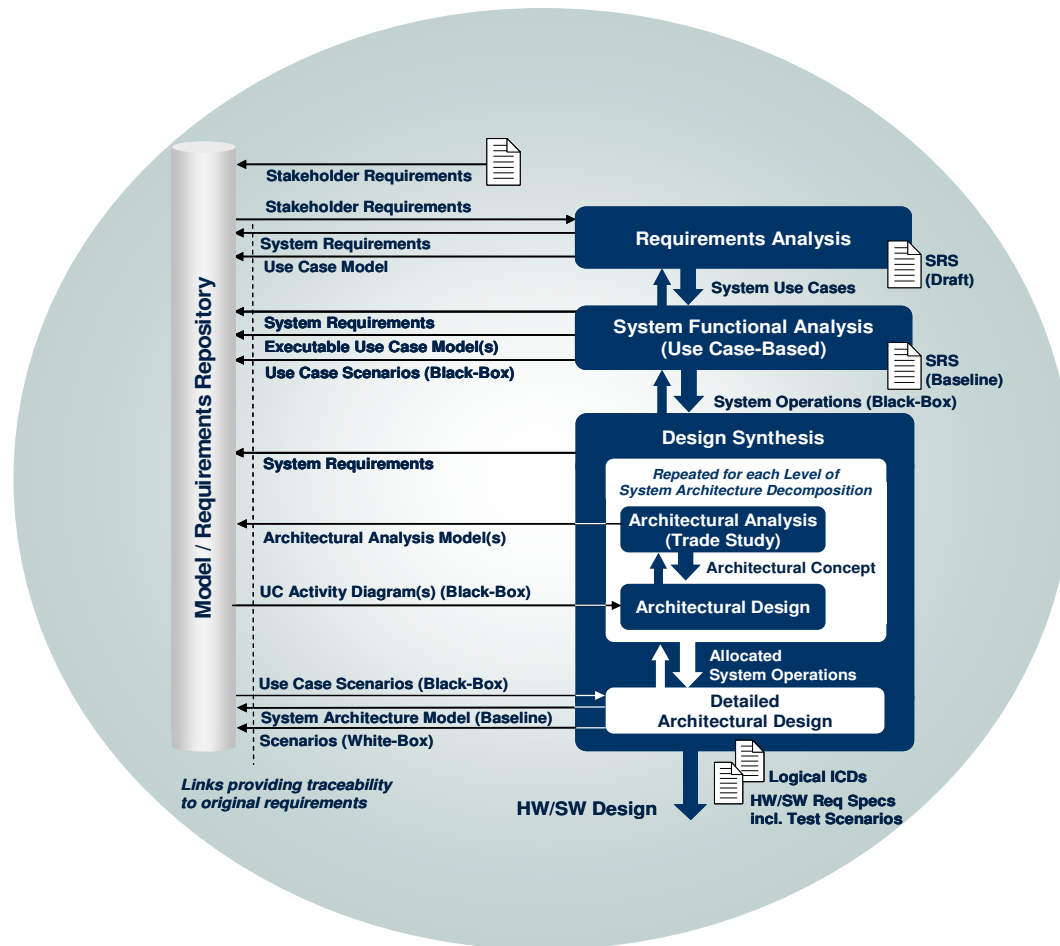 Stakeholder Requirements
Stakeholder Requirements
Requirements Analysis
System Requirements
Use Case Model
SRS
(Draft)
System Use Cases
System Requirements
System Functional Analysis
(Use Case-Based)
Executable Use Case Model(s)
Use Case Scenarios (Black-Box)
SRS
(Baseline)
System Operations (Black-Box)
Model / Requirements Repository
Design Synthesis
System Requirements
Repeated for each Level of
System Architecture Decomposition
Architectural Analysis
(Trade Study)
Architectural Analysis Model(s)
Architectural Concept
UC Activity Diagram(s) (Black-Box)
Architectural Design
Allocated
System Operations
Use Case Scenarios (Black-Box)
Detailed
Architectural Design
System Architecture Model (Baseline)
Scenarios (White-Box)
Links providing traceability
to original requirements
Logical ICDs
HW/SW Design
HW/SW Req Specs
incl. Test Scenarios